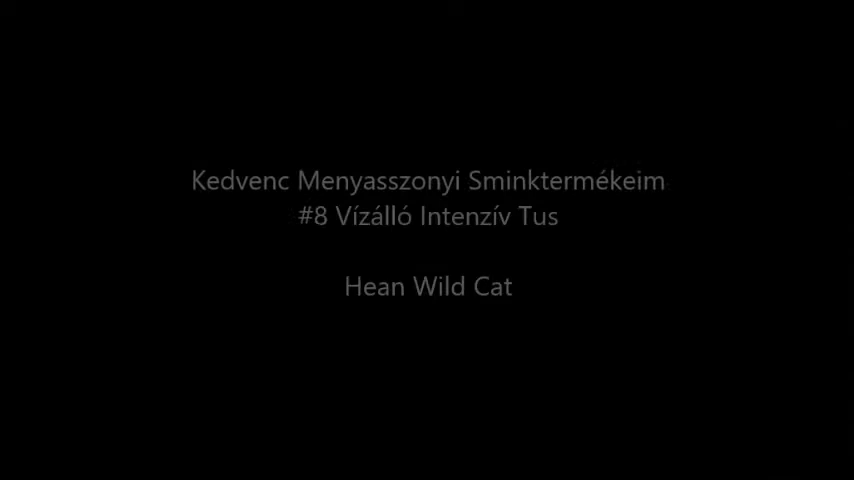 Kedvenc Menyasszonyi Sminktermékeim
#8 Vízálló Intenzív Tus
Hean Wild Cat